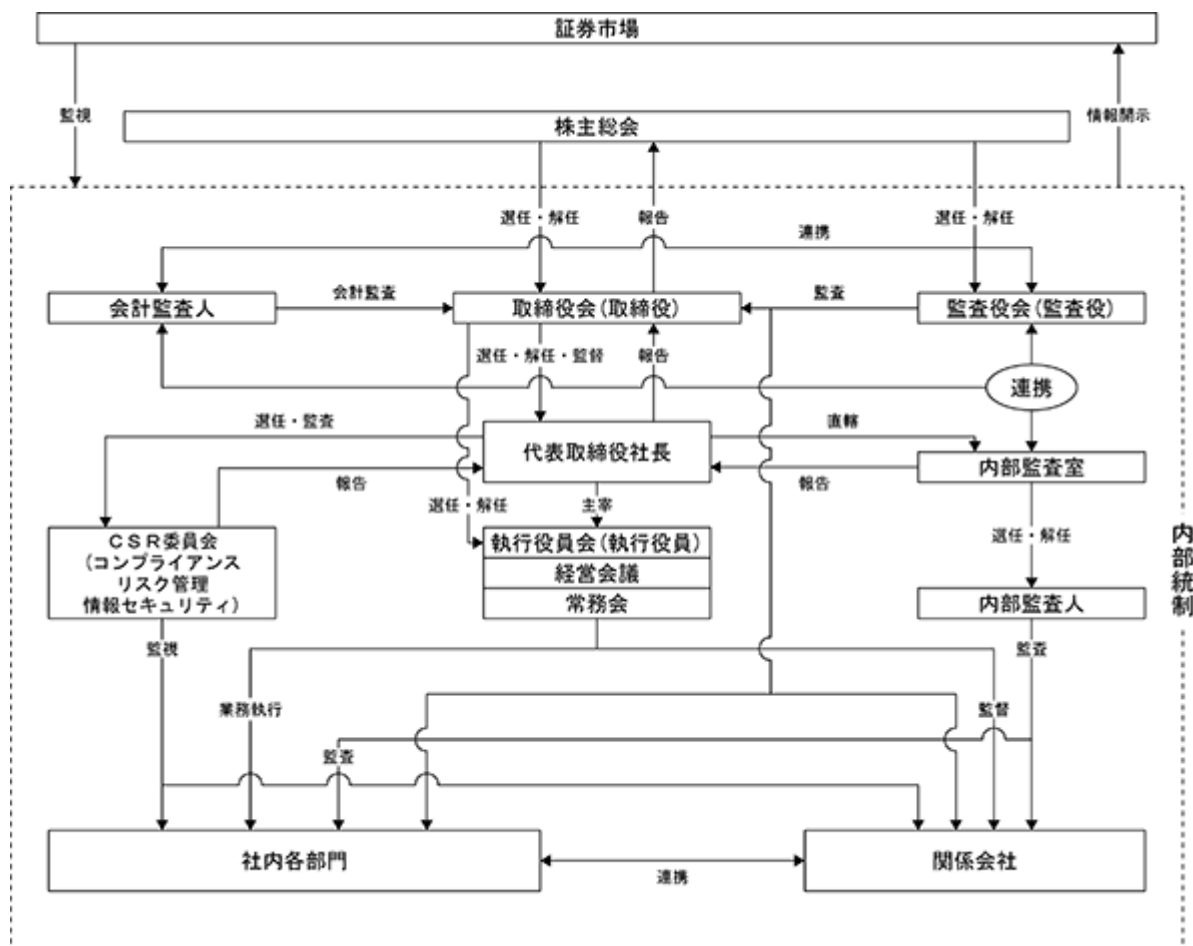 証券市場
監視
株主総会
情報開示
選任・解任
報告
選任・解任
連携
会計監査人
会計監査
取締役会(取締役)
監査
監査役会(監査役)
選任・解任・監督
報告
連携
選任・監査
代表取締役社長
直轄
内部監査室
報告
報告
選任・解任
主宰
CSR委員会
(コンプライアンス
リスク管理
情報セキュリティ)
執行役員会(執行役員)
経営会議
常務会
選任・解任
内部監査人
内部統制
監視
監査
業務執行
監督
監査
社内各部門
連携
関係会社